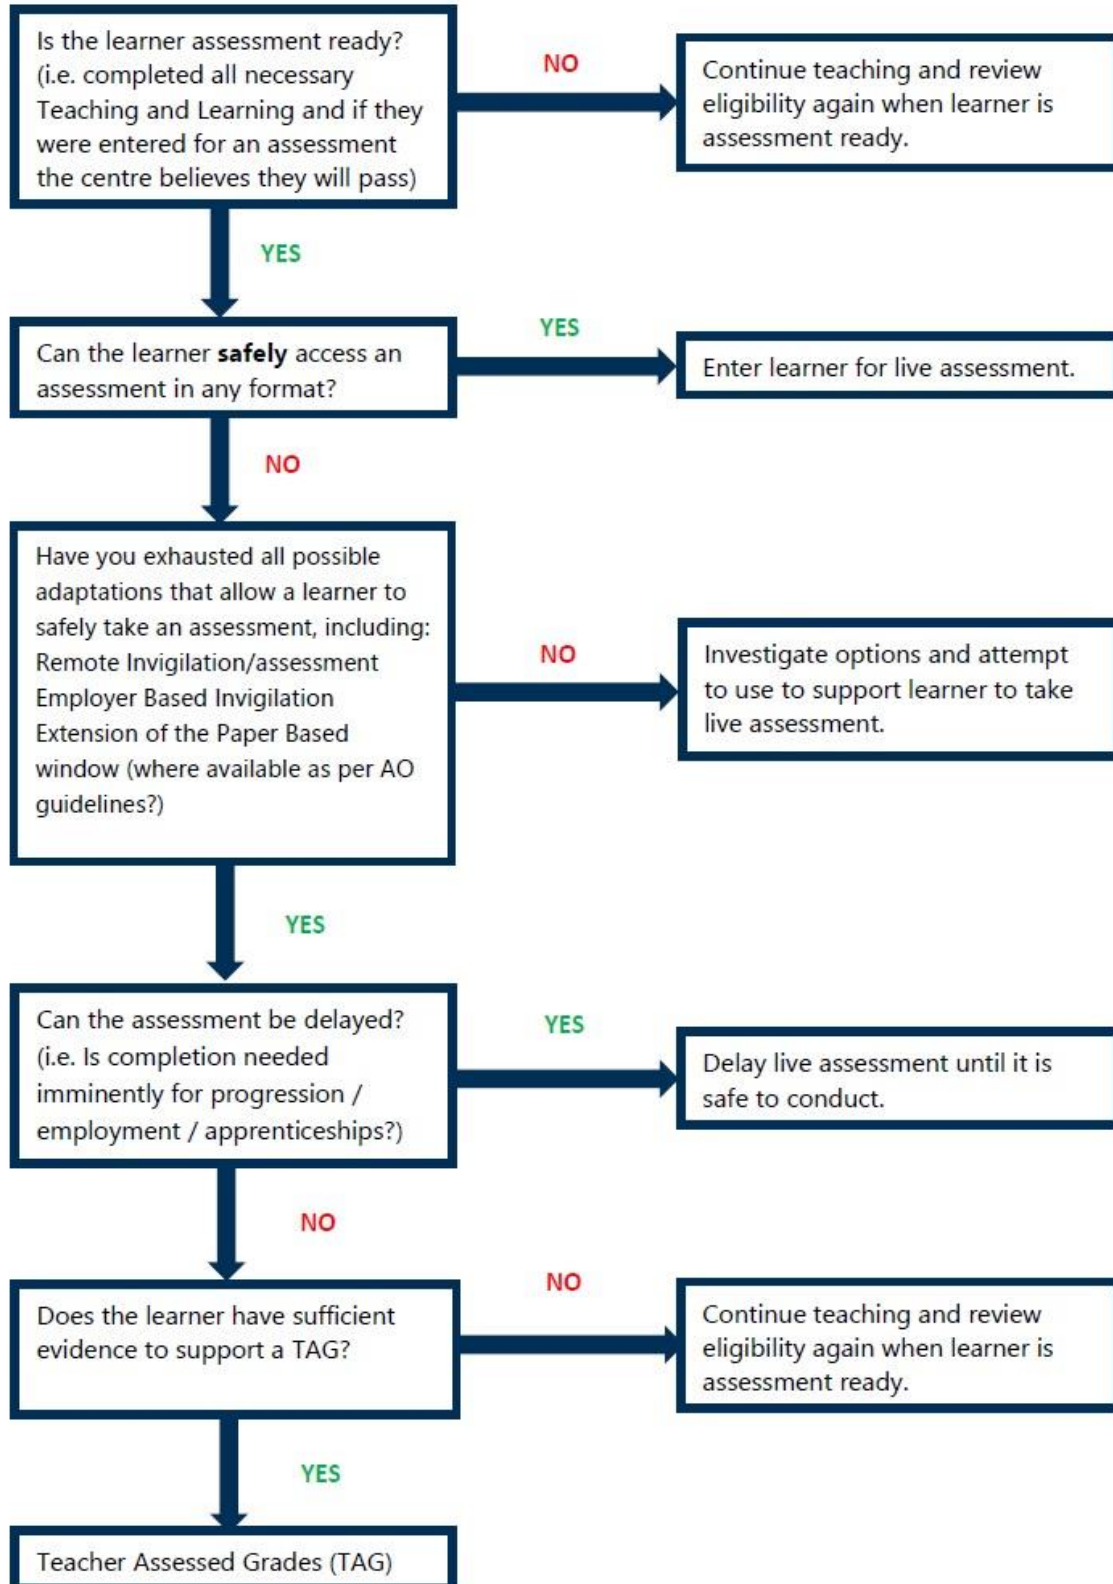 Is the learner assessment ready?
(i.e. completed all necessary
Teaching and Learning and if they
were entered for an assessment
the centre believes they will pass)
NO
Continue teaching and review
eligibility again when learner is
assessment ready.
YES
Can the learner safely access an
assessment in any format?
YES
Enter learner for live assessment.
NO
Have you exhausted all possible
adaptations that allow a learner to
safely take an assessment, including:
Remote Invigilation/assessment
Employer Based Invigilation
Extension of the Paper Based
window (where available as per AO
guidelines?)
NO
Investigate options and attempt
to use to support learner to take
live assessment.
YES
Can the assessment be delayed?
(i.e. Is completion needed
imminently for progression /
employment / apprenticeships?)
YES
Delay live assessment until it is
safe to conduct.
NO
Does the learner have sufficient
evidence to support a TAG?
NO
Continue teaching and review
eligibility again when learner is
assessment ready.
YES
Teacher Assessed Grades (TAG)